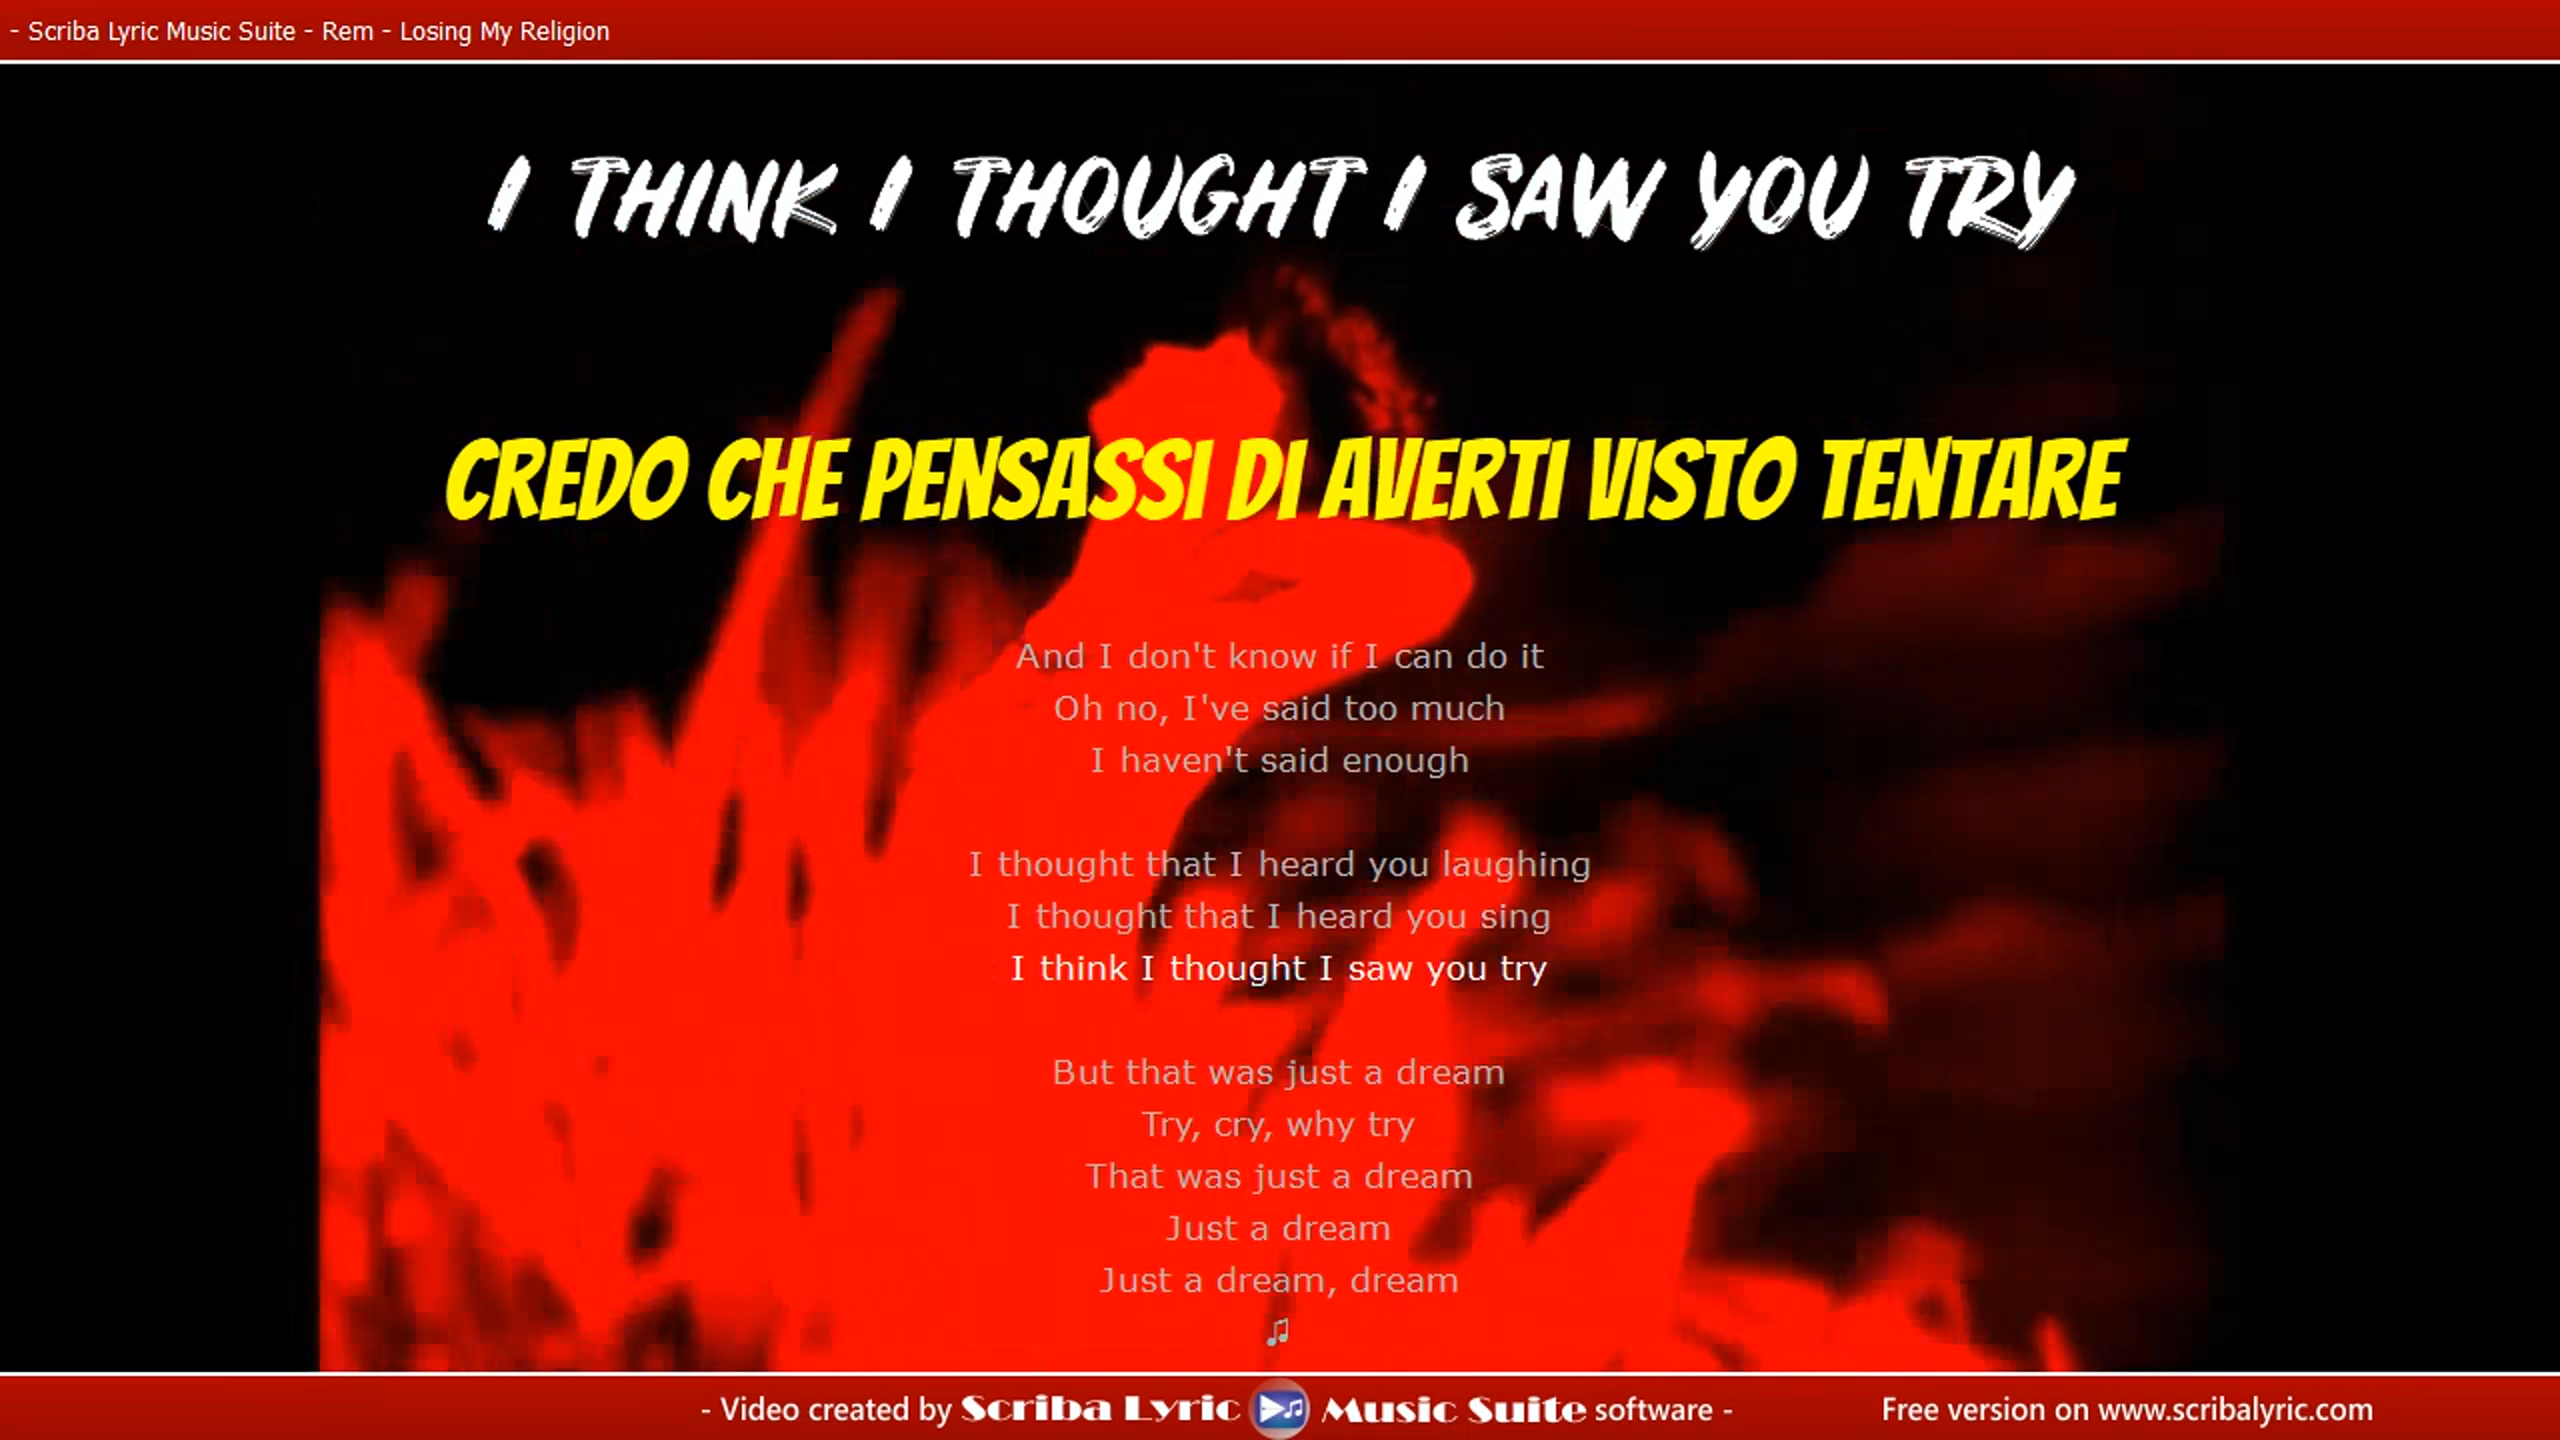 - Scriba Lyric Music Suite - Rem - Losing My Religion
I THINK I THOUGHT I SAW YOU TRY
CREDO CHE PENSASSI DI AVERTI VISTO TENTARE
And I don't know if I can do it
Oh no, I've said too much
I haven't said enough
I thought that I heard you laughing
I thought that I heard you sing
I think I thought I saw you try
But that was just a dream
Try, cry, why try
That was just a dream
Just a dream
Just a dream, dream
♫
- Video created by Scriba Lyric Music Suite software - Free version on www.scribalyric.com